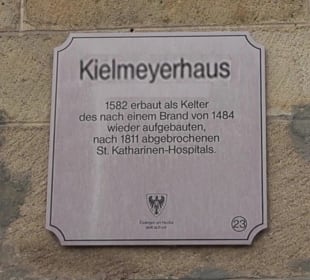 Kielmeyerhaus
1582 erbaut als Kelter
des nach einem Brand von 1484
wieder aufgebauten,
nach 1811 abgebrochenen
St. Katharinen-Hospitals.
23